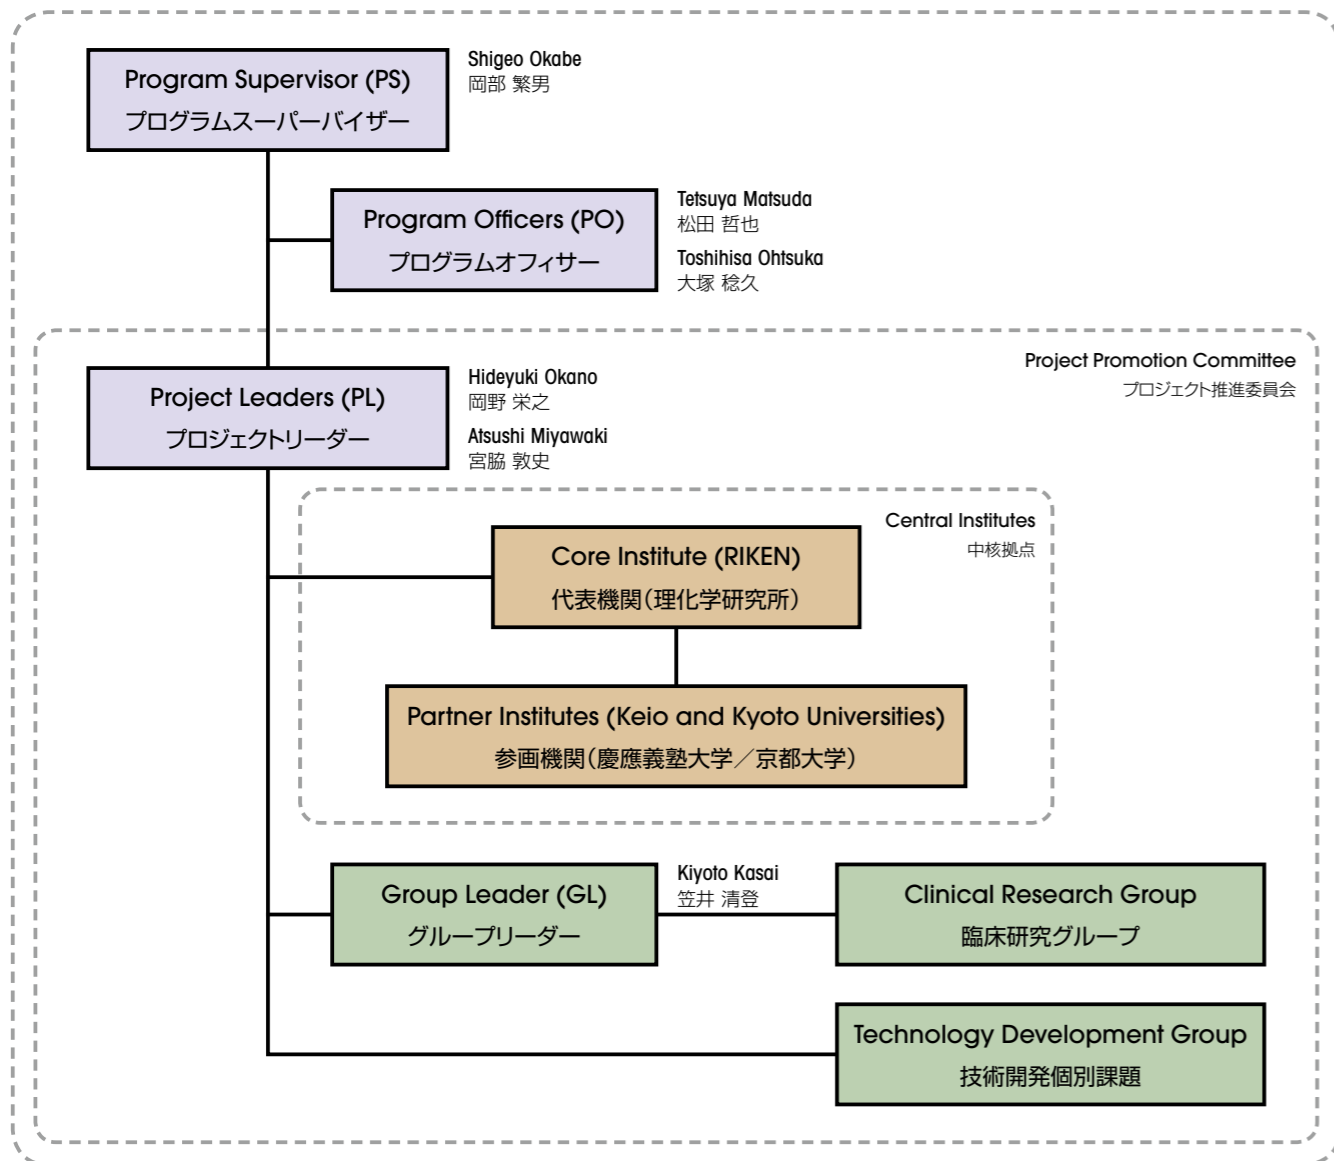 Program Supervisor (PS)
プログラムスーパーバイザー
Shigeo Okabe
岡部 繁男
Program Officers (PO)
プログラムオフィサー
Tetsuya Matsuda
松田 哲也
Toshihisa Ohtsuka
大塚 稔久
Project Promotion Committee
プロジェクト推進委員会
Project Leaders (PL)
プロジェクトリーダー
Hideyuki Okano
岡野 栄之
Atsushi Miyawaki
宮脇 敦史
Central Institutes
中核拠点
Core Institute (RIKEN)
代表機関（理化学研究所）
Partner Institutes (Keio and Kyoto Universities)
参画機関（慶應義塾大学／京都大学）
Group Leader (GL)
グループリーダー
Kiyoto Kasai
笠井 清登
Clinical Research Group
臨床研究グループ
Technology Development Group
技術開発個別課題